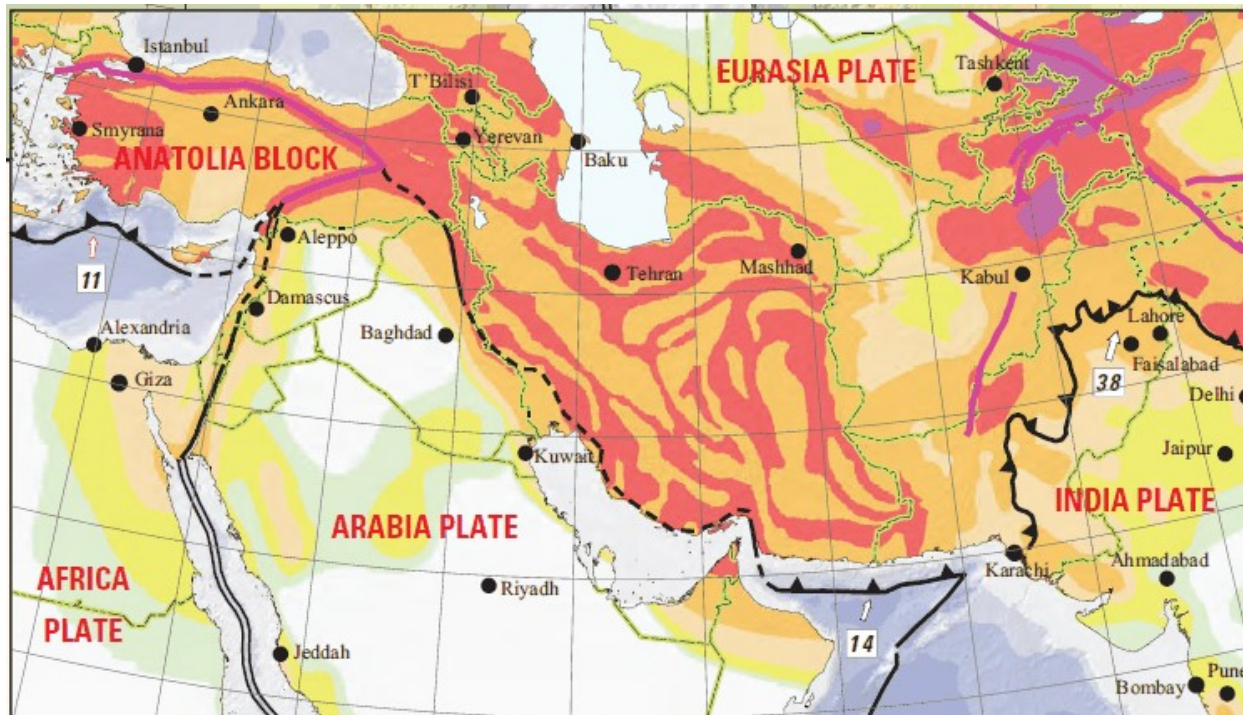 Istanbul
T'Bilisi
EURASIA PLATE
Tashkent
Ankara
Smyrana
Yerevan
Baku
ANATOLIA BLOCK
Aleppo
Tehran
Mashhad
Kabul
11
Damascus
Alexandria
Baghdad
Lahore
Faisalabad
38
Giza
Delhi
Kuwait
Jaipur
ARABIA PLATE
INDIA PLATE
AFRICA
PLATE
Riyadh
Karachi
Ahmadabad
14
Jeddah
Bombay
Pune